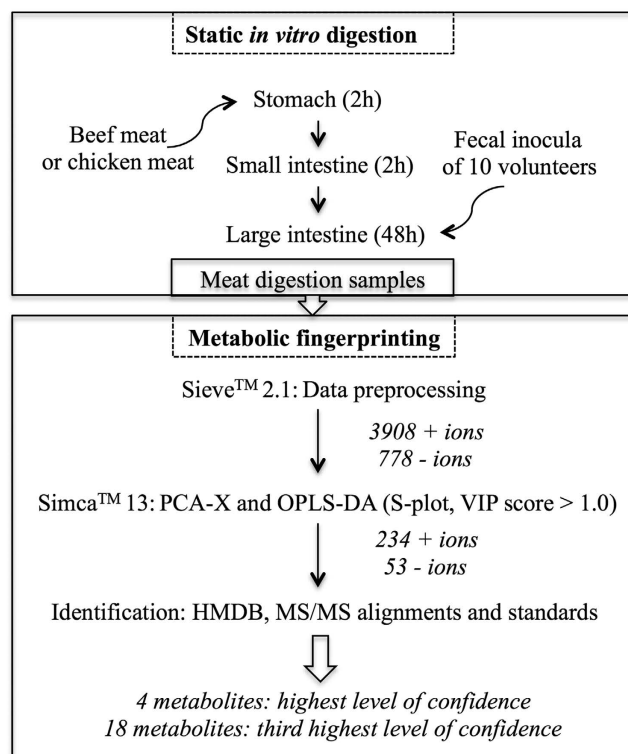 Static in vitro digestion
Stomach (2h)
Beef meat
or chicken meat
Small intestine (2h)
Fecal inocula
of 10 volunteers
Large intestine (48h)
Meat digestion samples
Metabolic fingerprinting
Sieve™ 2.1: Data preprocessing
3908 + ions
778 - ions
Simca™ 13: PCA-X and OPLS-DA (S-plot, VIP score > 1.0)
234 + ions
53 - ions
Identification: HMDB, MS/MS alignments and standards
4 metabolites: highest level of confidence
18 metabolites: third highest level of confidence